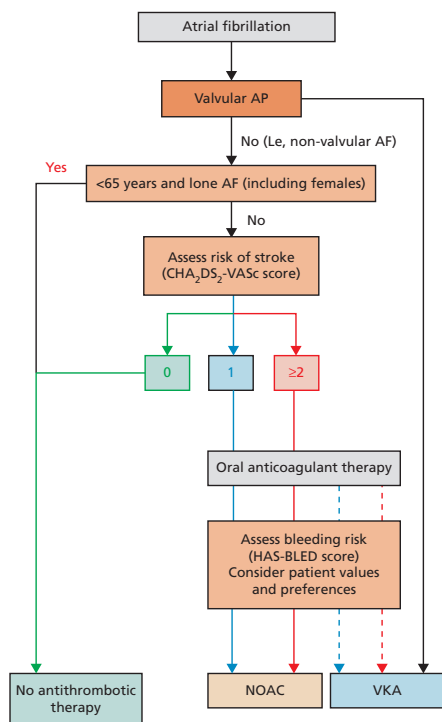 Atrial fibrillation
Valvular AP
No (Le, non-valvular AF)
Yes
<65 years and lone AF (including females)
No
Assess risk of stroke
(CHA₂DS₂-VASc score)
0
1
≥2
Oral anticoagulant therapy
Assess bleeding risk
(HAS-BLED score)
Consider patient values
and preferences
No antithrombotic
therapy
NOAC
VKA